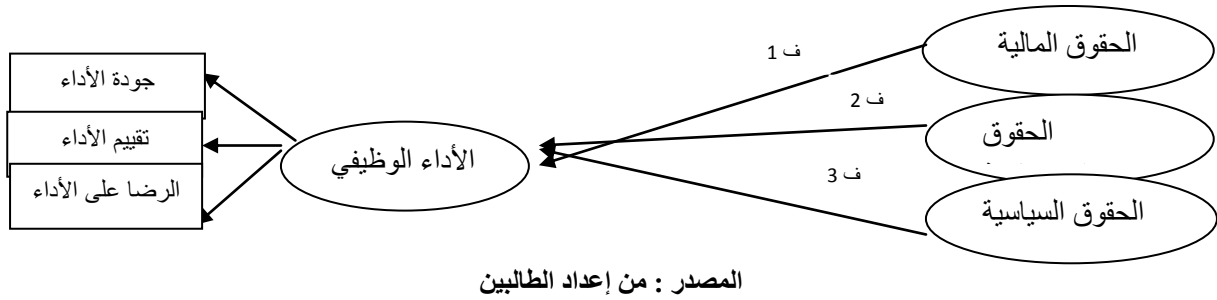 الحقوق المالية
ف 1
جودة الأداء
ف 2
الحقوق
تقييم الأداء
الأداء الوظيفي
ف 3
الرضا على الأداء
الحقوق السياسية
المصدر : من إعداد الطالبين